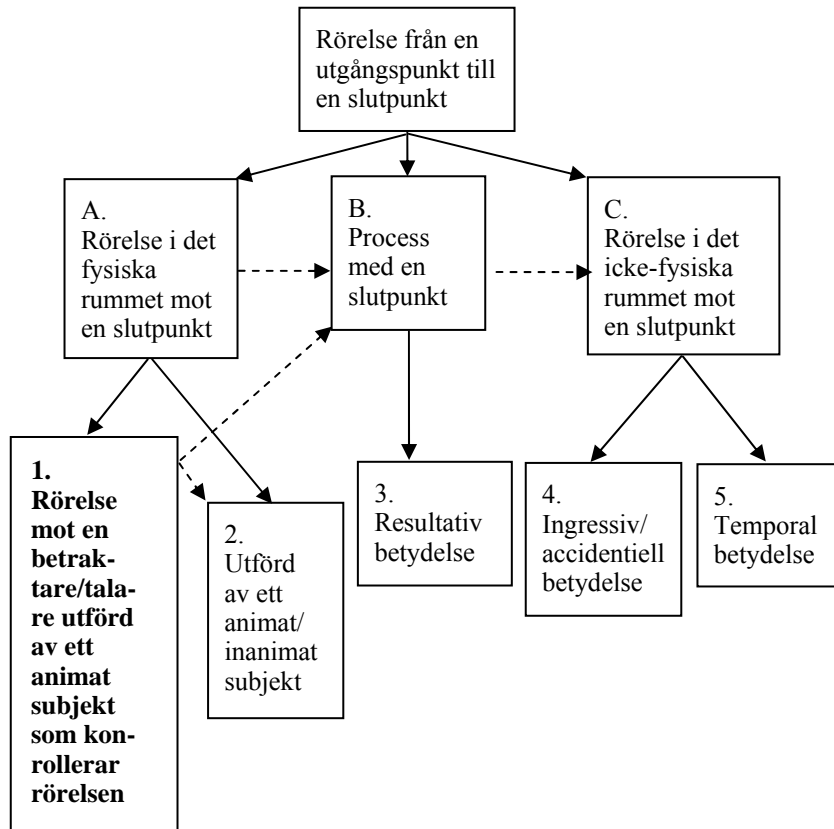 Rörelse från en
utgångspunkt till
en slutpunkt
A.
Rörelse i det
fysiska
rummet mot
en slutpunkt
B.
Process
med en
slutpunkt
C.
Rörelse i det
icke-fysiska
rummet mot
en slutpunkt
1.
Rörelse
mot en
betrak-
tare/tala-
re utförd
av ett
animat
subjekt
som kon-
rollerar
rörelsen
2.
Utförd
av ett
animat/
inanimat
subjekt
3.
Resultativ
betydelse
4.
Ingressiv/
accidentiell
betydelse
5.
Temporal
betydelse